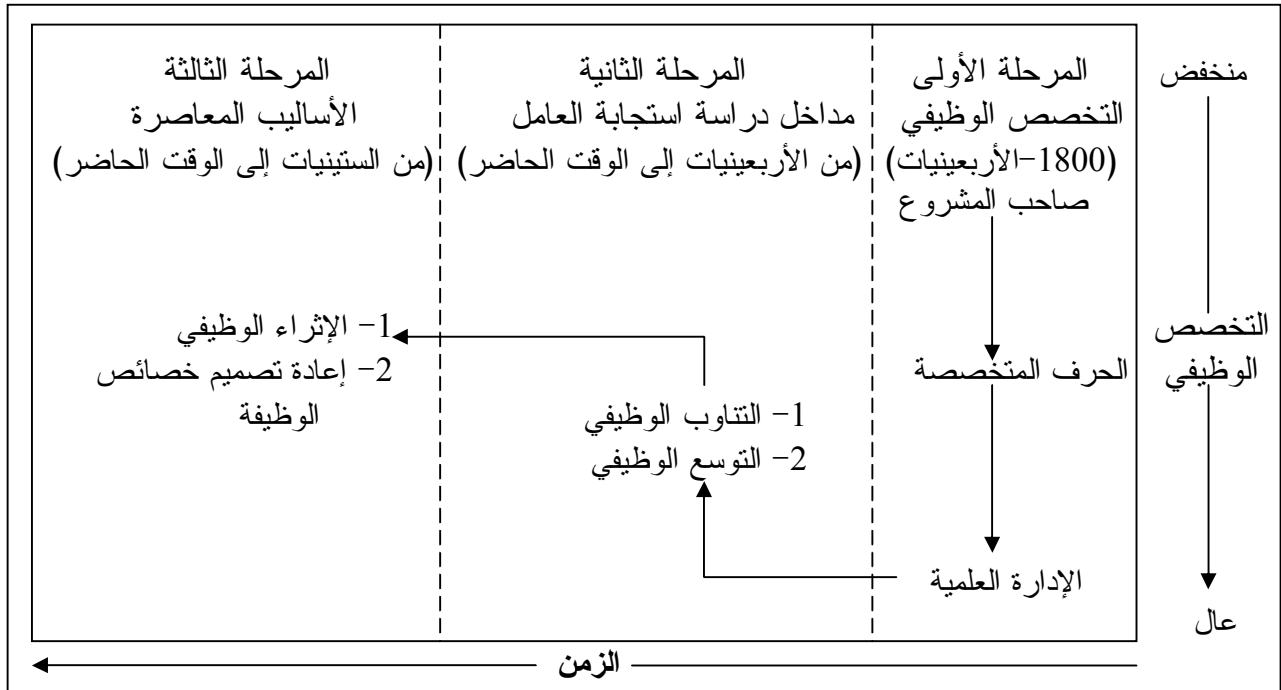 منخفض
التخصص
الوظيفي
عال
المرحلة الأولى
التخصص الوظيفي
(1800-الأربعينيات)
صاحب المشروع
الحرف المتخصصة
الإدارة العلمية
المرحلة الثانية
مداخل دراسة استجابة العامل
(من الأربعينيات إلى الوقت الحاضر)
1- التناوب الوظيفي
2- التوسع الوظيفي
المرحلة الثالثة
الأساليب المعاصرة
(من الستينيات إلى الوقت الحاضر)
1- الإثراء الوظيفي
2- إعادة تصميم خصائص
الوظيفة
الزمن